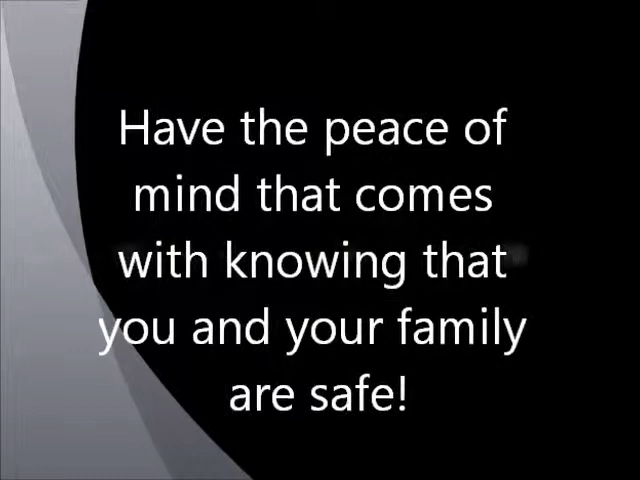 Have the peace of
mind that comes
with knowing that
you and your family
are safe!